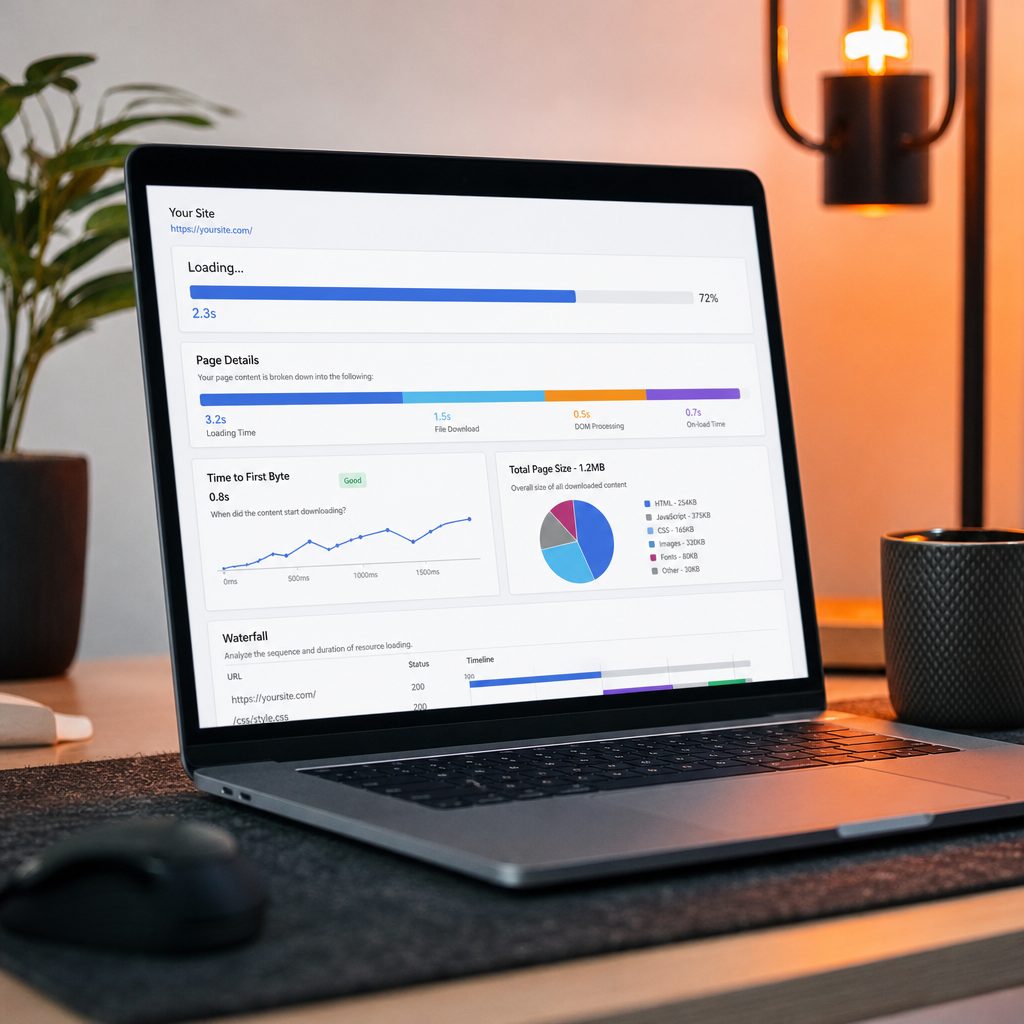 Your Site
https://yoursite.com/
Loading...
72%
2.3s
Page Details
Your page content is broken down into the following:
3.2s
Loading Time
1.5s
File Download
0.5s
DOM Processing
0.7s
On-load Time
Time to First Byte
Good
0.8s
When did the content start downloading?
0ms
500ms
1000ms
1500ms
Total Page Size - 1.2MB
Overall size of all downloaded content
HTML - 254KB
JavaScript - 375KB
CSS - 166KB
Images - 320KB
Fonts - 80KB
Other - 30KB
Waterfall
Analyze the sequence and duration of resource loading.
URL
Status
Timeline
https://yoursite.com/
200
/css/style.css
200